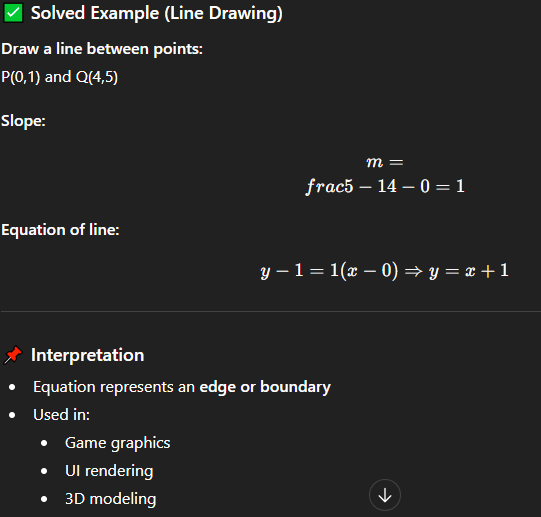 ✅ Solved Example (Line Drawing)
Draw a line between points:
P(0,1) and Q(4,5)
Slope:
m =
frac5 − 14 − 0 = 1
Equation of line:
y − 1 = 1(x − 0) ⇒ y = x + 1
📌 Interpretation
• Equation represents an edge or boundary
• Used in:
• Game graphics
• UI rendering
• 3D modeling